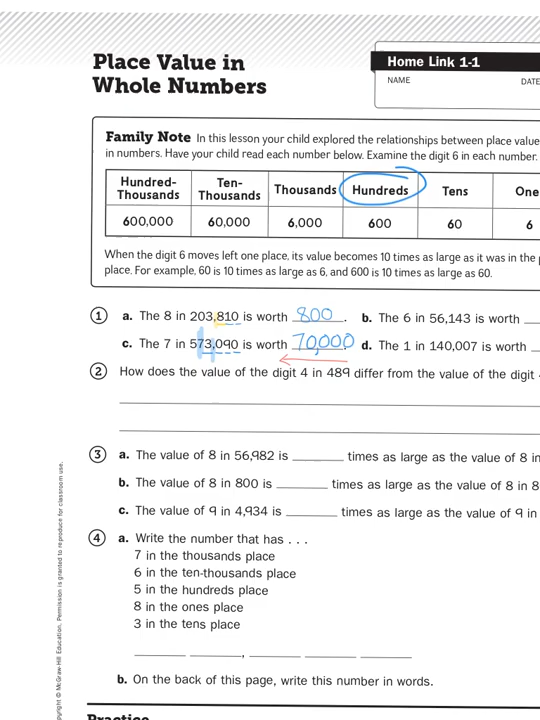 Place Value in
Whole Numbers
Home Link 1-1
NAME DATE
Family Note In this lesson your child explored the relationships between place value
in numbers. Have your child read each number below. Examine the digit 6 in each number.
Hundred-Thousands Ten-Thousands Thousands Hundreds Tens One
600,000 60,000 6,000 600 60 6
When the digit 6 moves left one place, its value becomes 10 times as large as it was in the
place. For example, 60 is 10 times as large as 6, and 600 is 10 times as large as 60.
1 a. The 8 in 203,810 is worth 800. b. The 6 in 56,143 is worth
c. The 7 in 573,090 is worth 70,000. d. The 1 in 140,007 is worth
2 How does the value of the digit 4 in 489 differ from the value of the digit
3 a. The value of 8 in 56,982 is ______ times as large as the value of 8 in
b. The value of 8 in 800 is ______ times as large as the value of 8 in 8
c. The value of 9 in 4,934 is ______ times as large as the value of 9 in
4 a. Write the number that has . . .
7 in the thousands place
6 in the ten-thousands place
5 in the hundreds place
8 in the ones place
3 in the tens place
______ ______, ______ ______ ______
b. On the back of this page, write this number in words.
Practice
pyright © McGraw-Hill Education. Permission is granted to reproduce for classroom use.